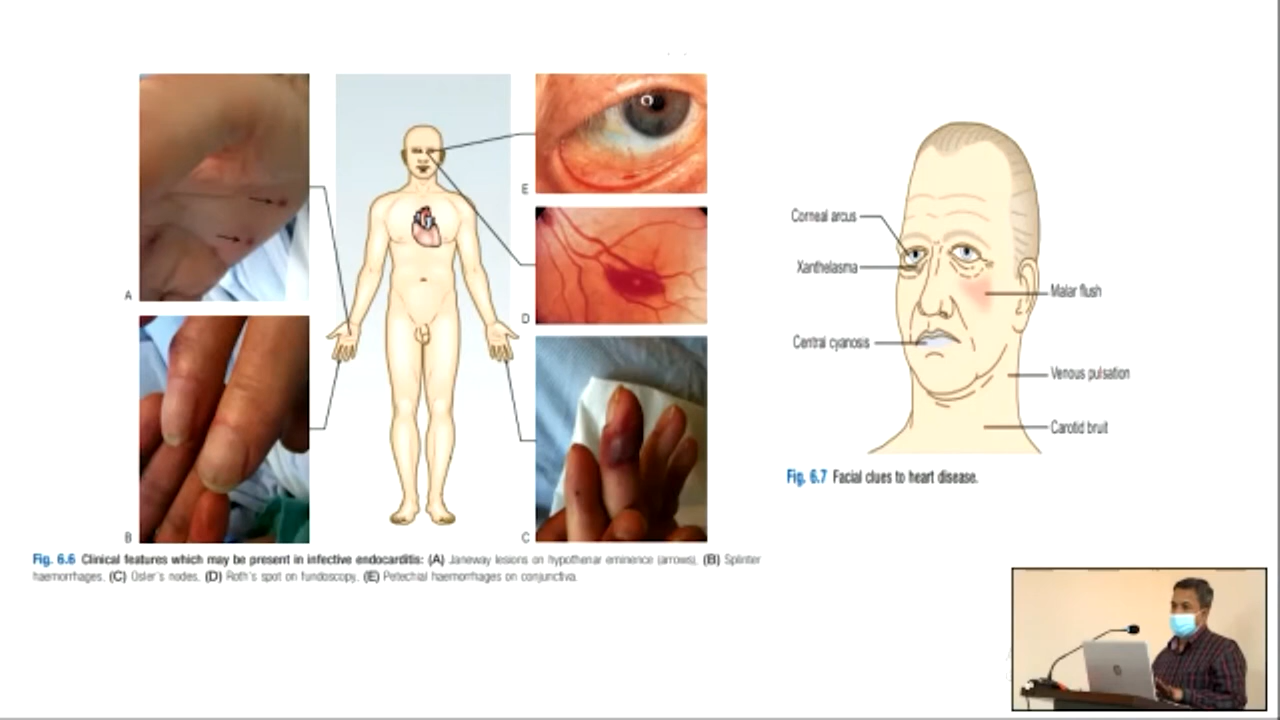 A
B
E
D
C
Fig. 6.6 Clinical features which may be present in infective endocarditis: (A) Janeway lesions on hypothenar eminence (arrows), (B) Splinter
haemorrhages. (C) Osler's nodes. (D) Roth's spot on fundoscopy. (E) Petechial haemorrhages on conjunctiva.
Corneal arcus
Xanthelasma
Central cyanosis
Malar flush
Venous pulsation
Carotid bruit
Fig. 6.7 Facial clues to heart disease.